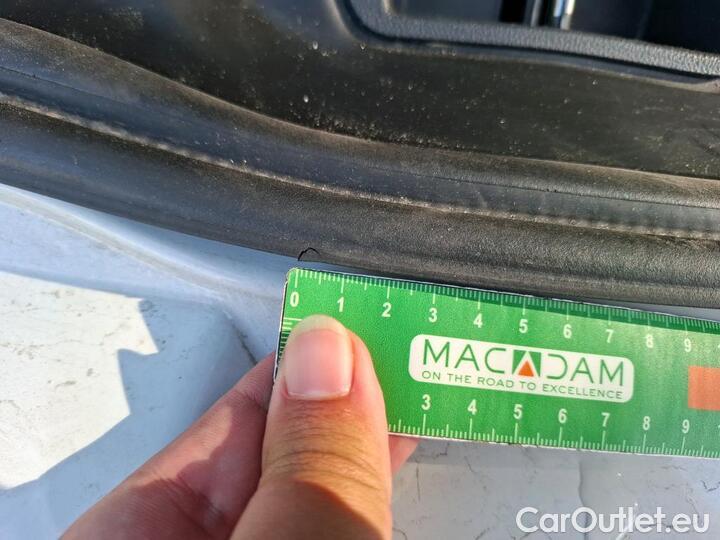 0 1 2 3 4 5 6 7 8 9
MACADAM
ON THE ROAD TO EXCELLENCE
3 4 5 6 7 8 9
CarOutlet.eu